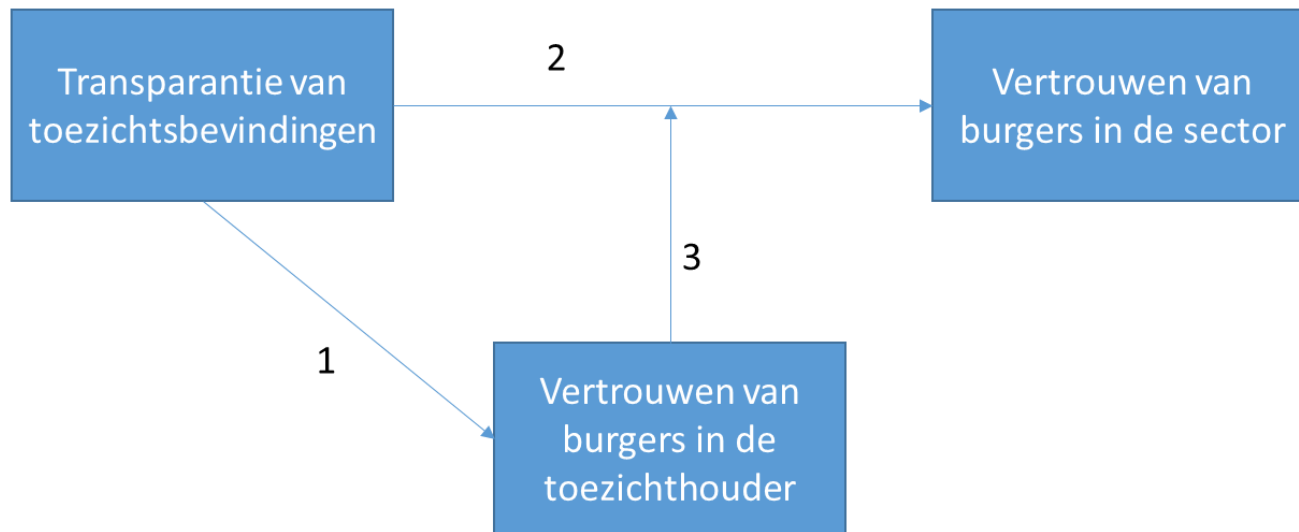 Transparantie van
toezichtsbevindingen
2
Vertrouwen van
burgers in de sector
3
1
Vertrouwen van
burgers in de
toezichthouder